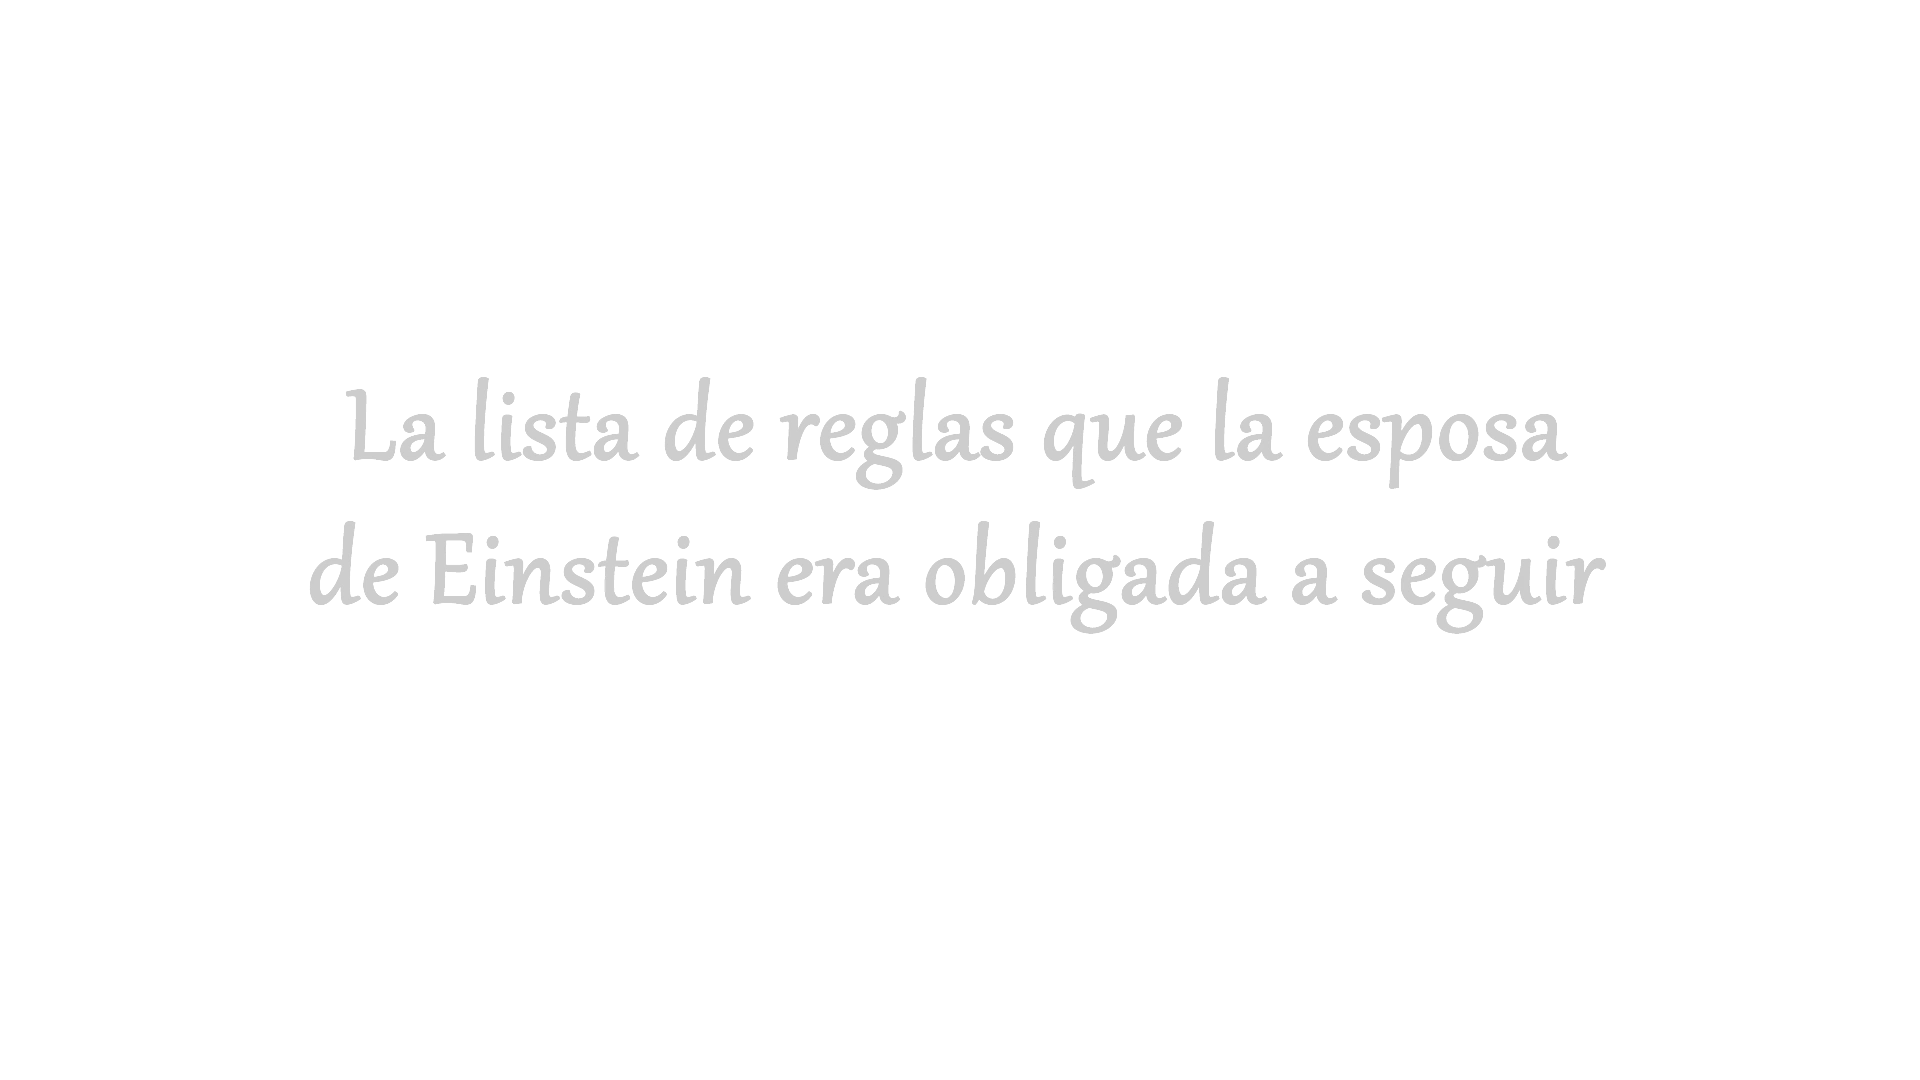 La lista de reglas que la esposa
de Einstein era obligada a seguir